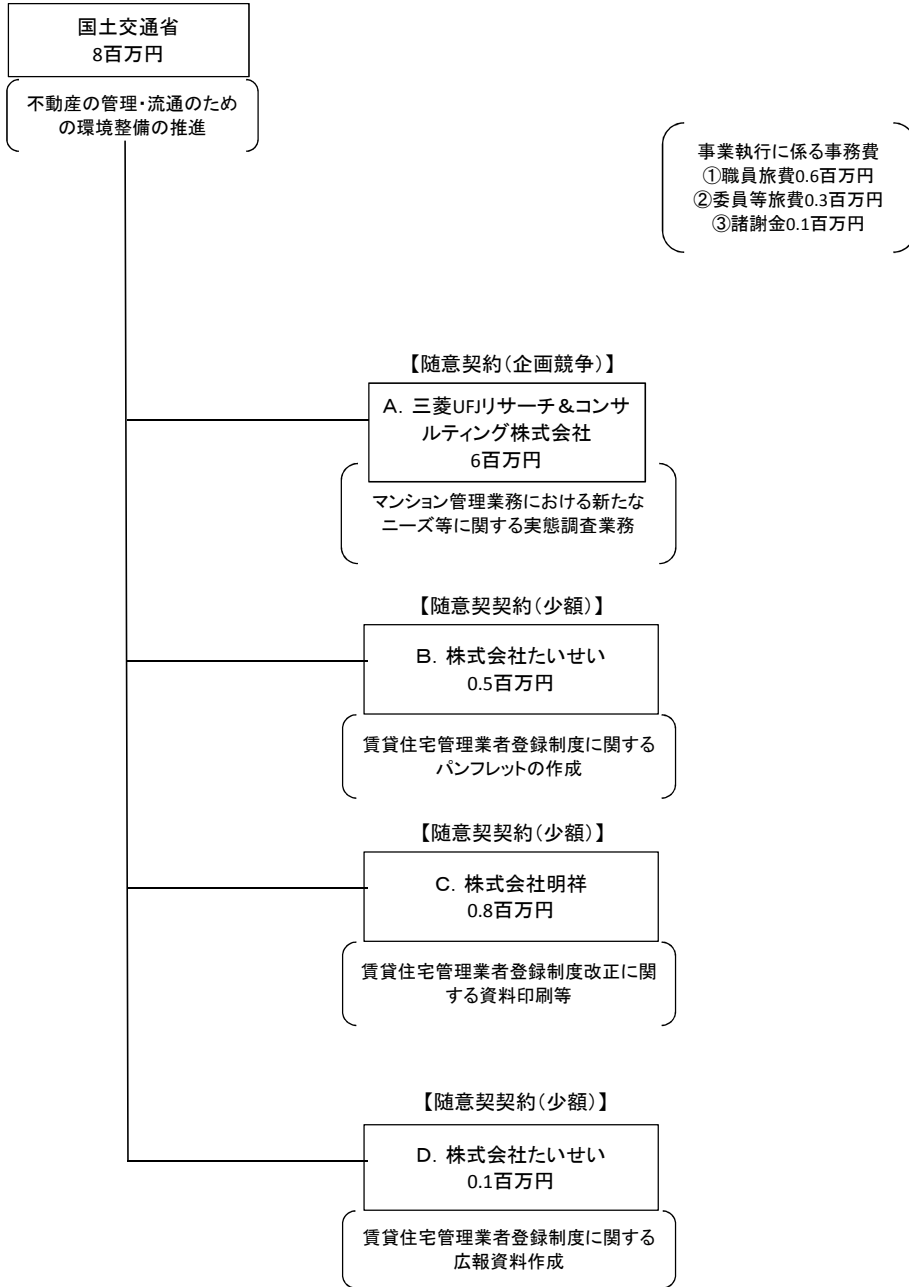 国土交通省
8百万円
不動産の管理・流通のため
の環境整備の推進
事業執行に係る事務費
①職員旅費0.6百万円
②委員等旅費0.3百万円
③諸謝金0.1百万円
【随意契約(企画競争)】
A. 三菱UFJリサーチ&コンサ
ルティング株式会社
6百万円
マンション管理業務における新たな
ニーズ等に関する実態調査業務
【随意契契約(少額)】
B. 株式会社たいせい
0.5百万円
賃貸住宅管理業者登録制度に関する
パンフレットの作成
【随意契契約(少額)】
C. 株式会社明祥
0.8百万円
賃貸住宅管理業者登録制度改正に関
する資料印刷等
【随意契契約(少額)】
D. 株式会社たいせい
0.1百万円
賃貸住宅管理業者登録制度に関する
広報資料作成